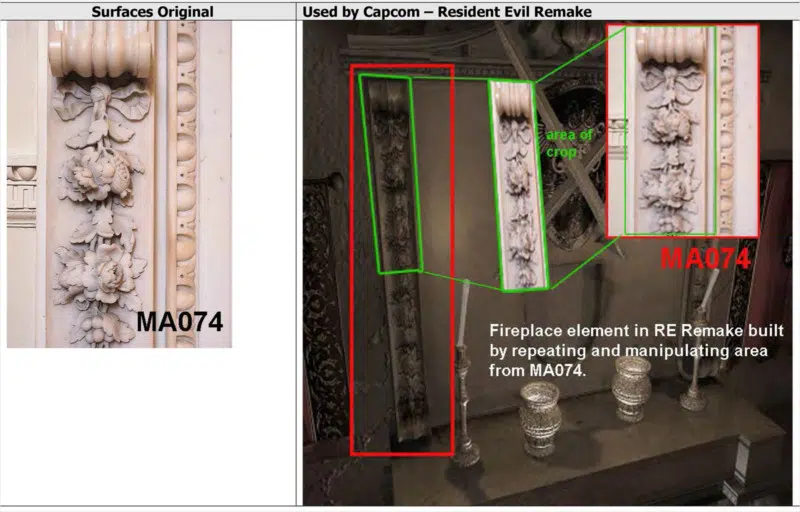 Surfaces Original
Used by Capcom – Resident Evil Remake
MA074
area of
crop
MA074
Fireplace element in RE Remake built
by repeating and manipulating area
from MA074.